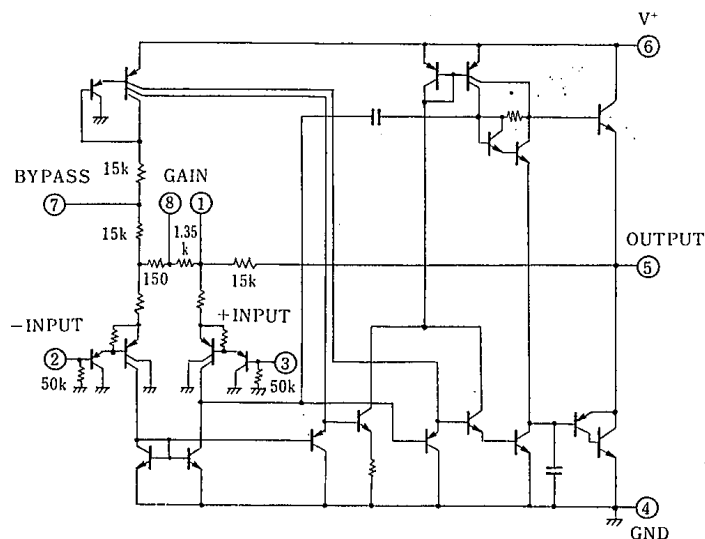 V⁺
⑥
15k
BYPASS
GAIN
⑦
⑧
①
15k
1.35
k
OUTPUT
150
15k
⑤
−INPUT
+INPUT
②
③
50k
50k
④
GND